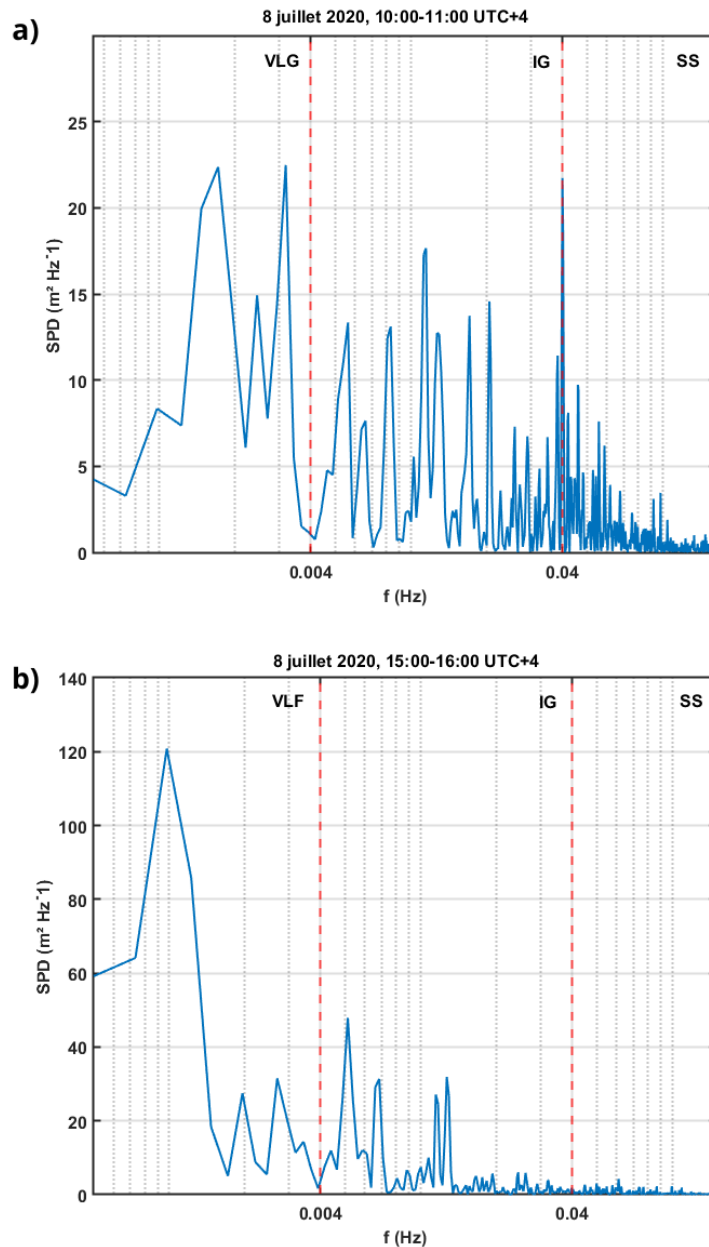 8 juillet 2020, 10:00-11:00 UTC+4
a)
VLG IG SS
25
20
15
10
5
0
SPD (m² Hz⁻1)
0.004 0.04
f (Hz)
8 juillet 2020, 15:00-16:00 UTC+4
b)
140
VLF IG SS
120
100
80
60
40
20
0
SPD (m² Hz⁻1)
0.004 0.04
f (Hz)